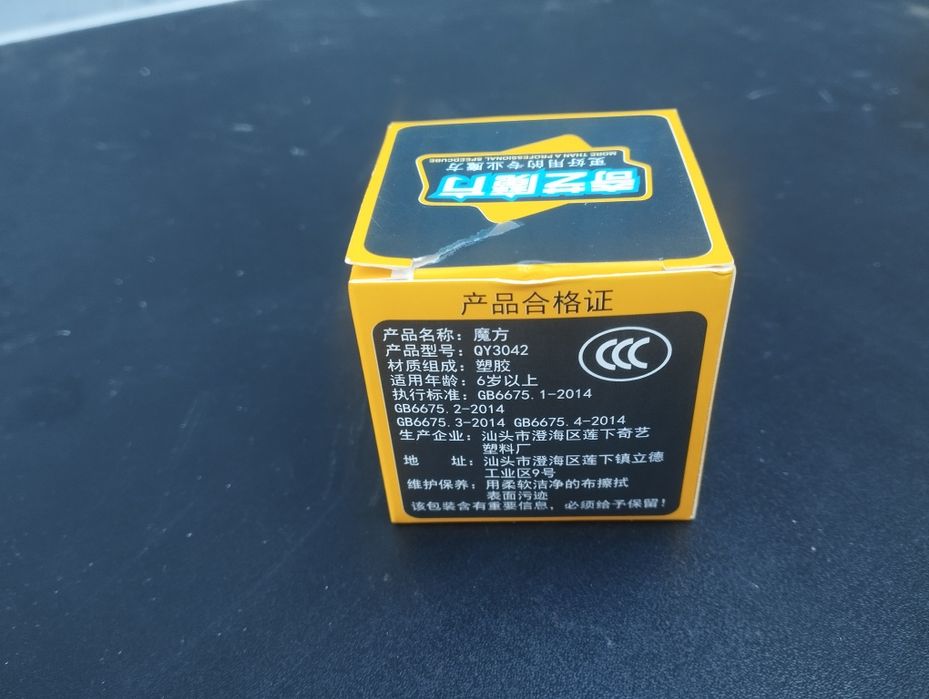 奇艺魔方
更好用的专业魔方
MORE THAN A PROFESSIONAL SPEEDCUBE
产品合格证
产品名称：魔方
产品型号：QY3042
材质组成：塑胶
适用年龄：6岁以上
执行标准：GB6675.1-2014
GB6675.2-2014
GB6675.3-2014 GB6675.4-2014
生产企业：汕头市澄海区莲下奇艺
塑料厂
地 址：汕头市澄海区莲下镇立德
工业区9号
维护保养：用柔软洁净的布擦拭
表面污迹
该包装含有重要信息，必须给予保留！
CCC